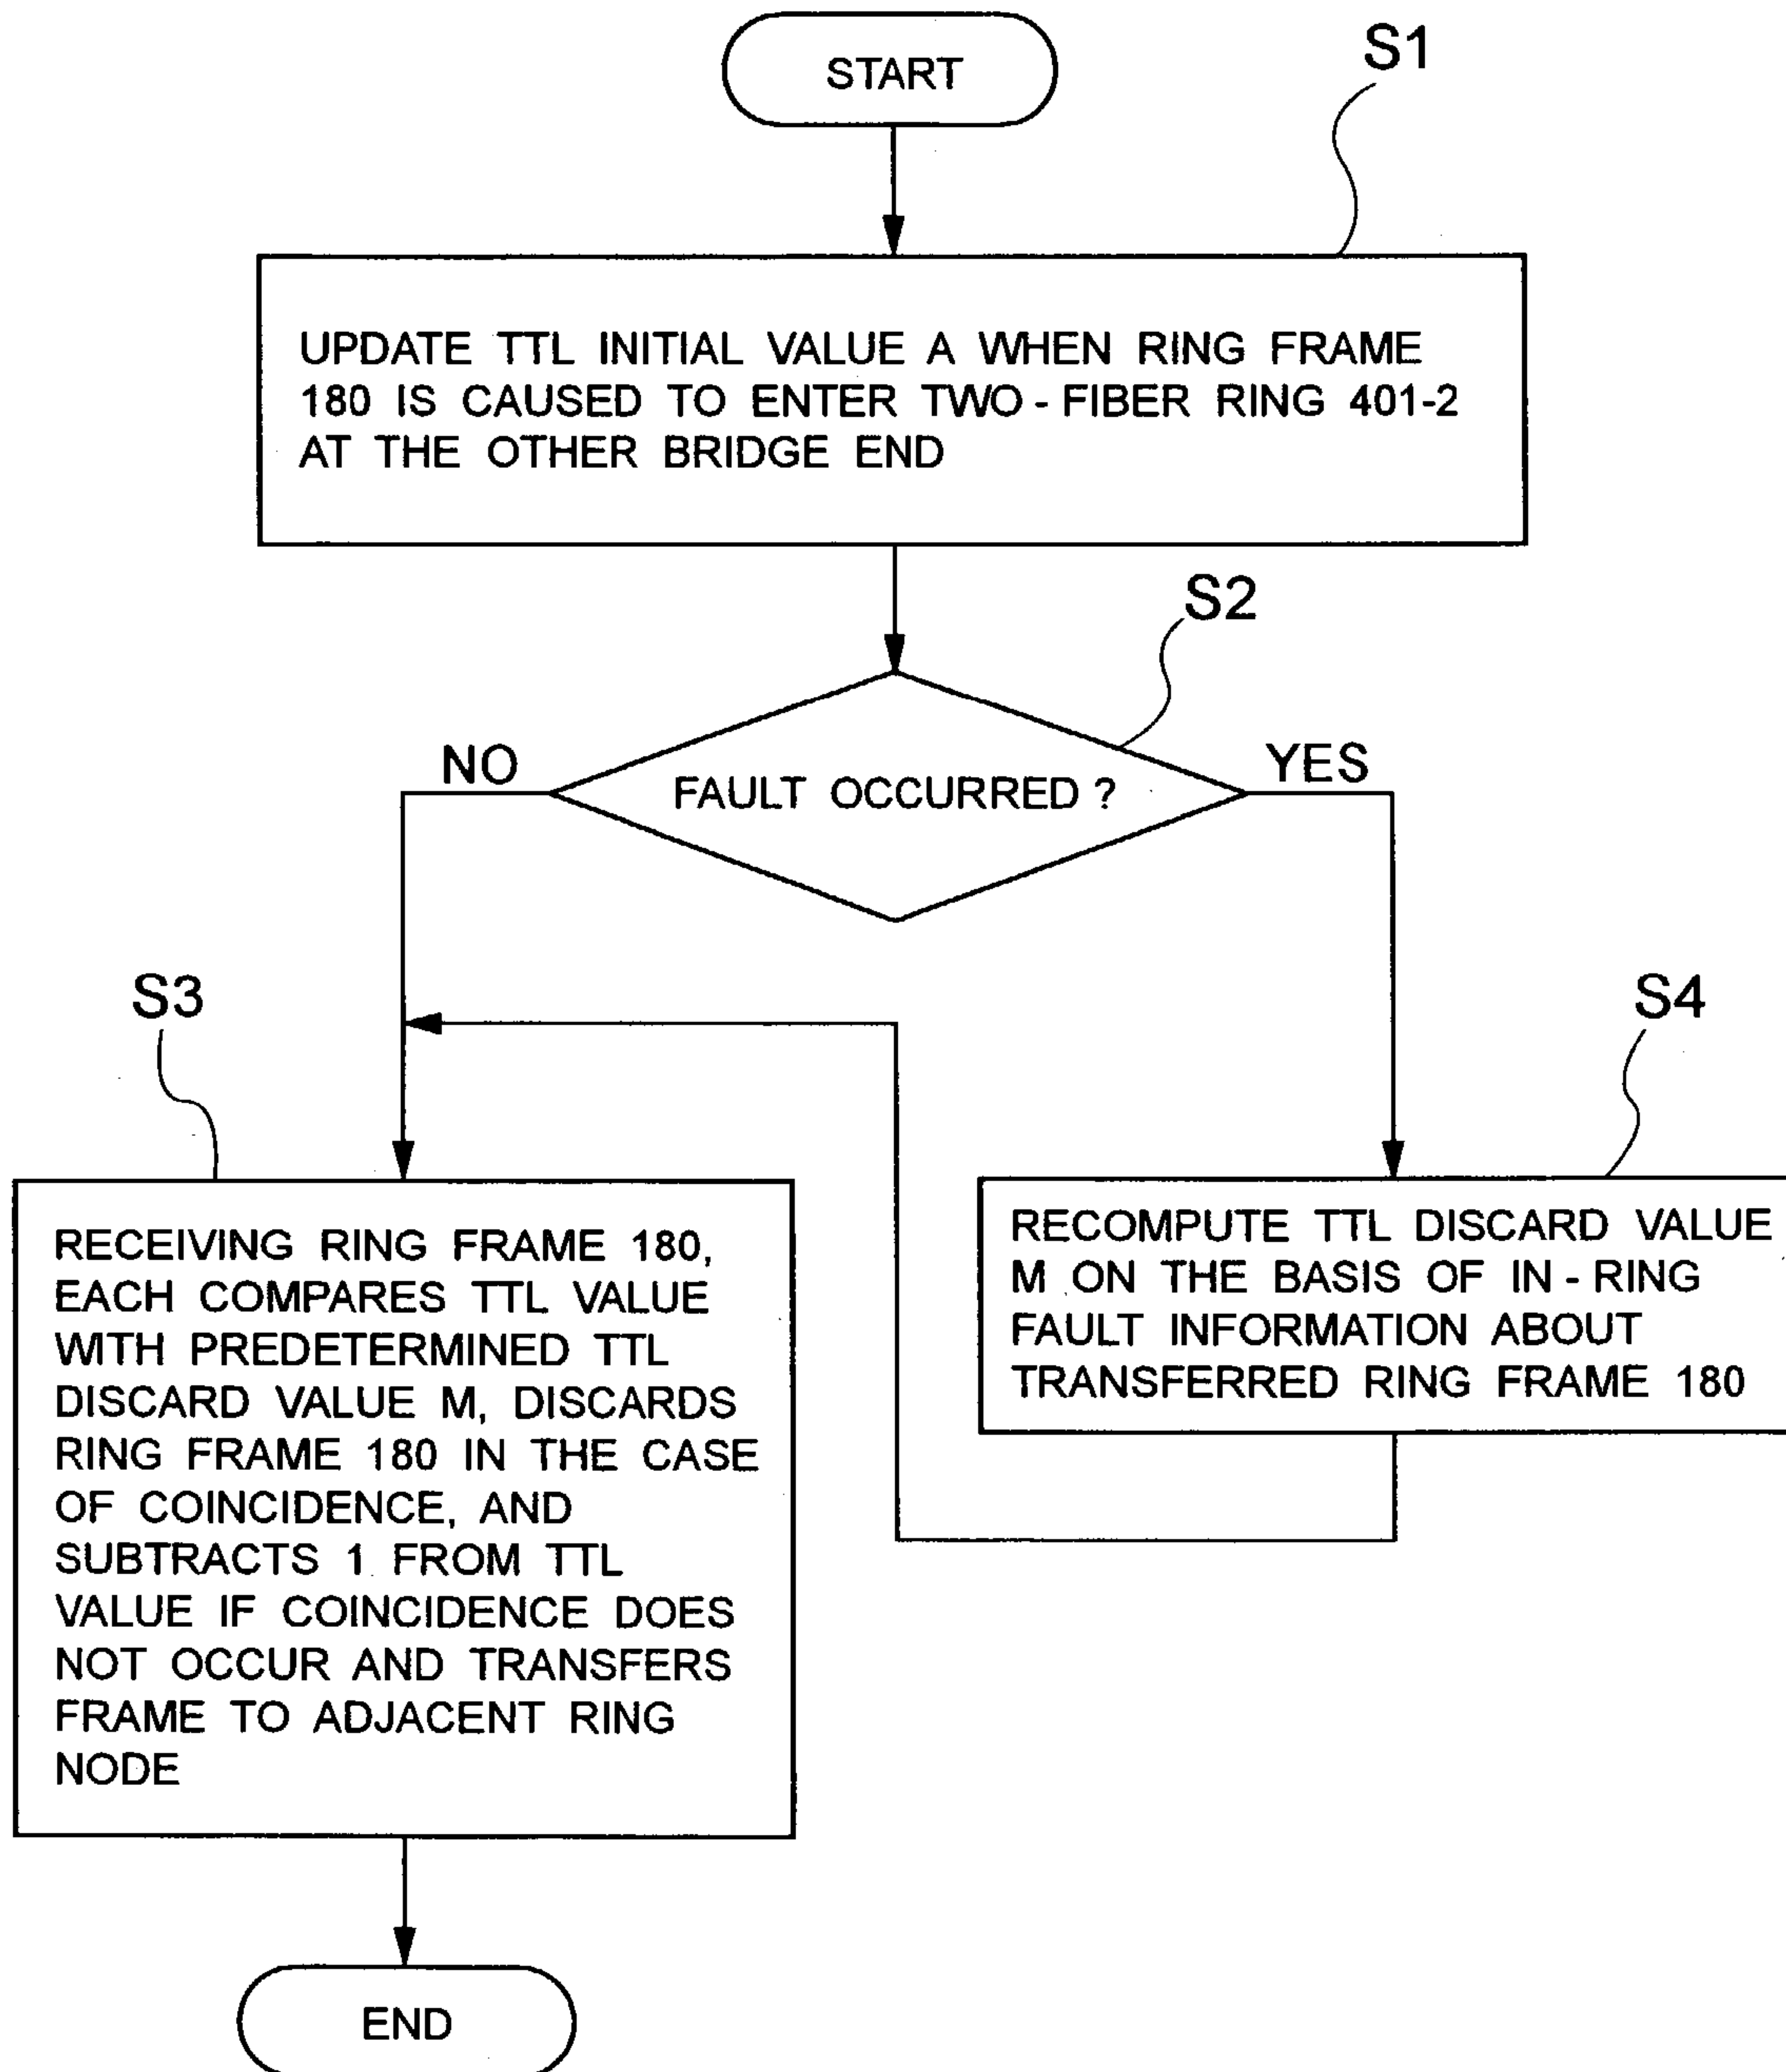 START
S1
UPDATE TTL INITIAL VALUE A WHEN RING FRAME
180 IS CAUSED TO ENTER TWO-FIBER RING 401-2
AT THE OTHER BRIDGE END
S2
NO
FAULT OCCURRED ?
YES
S3
S4
RECEIVING RING FRAME 180,
EACH COMPARES TTL VALUE
WITH PREDETERMINED TTL
DISCARD VALUE M, DISCARDS
RING FRAME 180 IN THE CASE
OF COINCIDENCE, AND
SUBTRACTS 1 FROM TTL
VALUE IF COINCIDENCE DOES
NOT OCCUR AND TRANSFERS
FRAME TO ADJACENT RING
NODE
RECOMPUTE TTL DISCARD VALUE
M ON THE BASIS OF IN-RING
FAULT INFORMATION ABOUT
TRANSFERRED RING FRAME 180
END